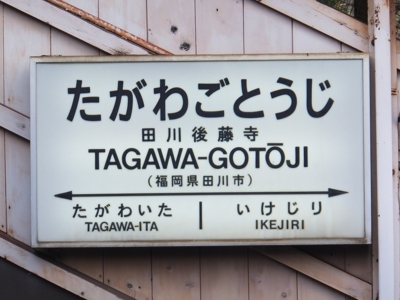 たがわごとうじ
田川後藤寺
TAGAWA-GOTŌJI
(福岡県田川市)
たがわいた いけじり
TAGAWA-ITA IKEJIRI